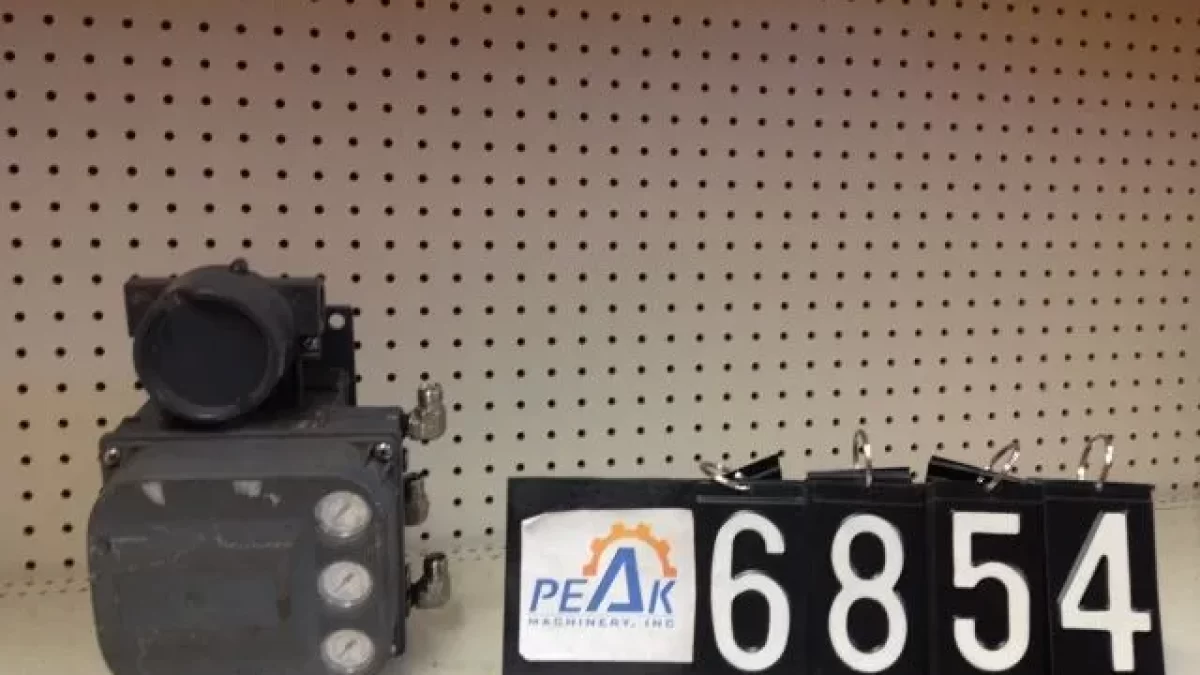 PEAK
MACHINERY, INC
6854